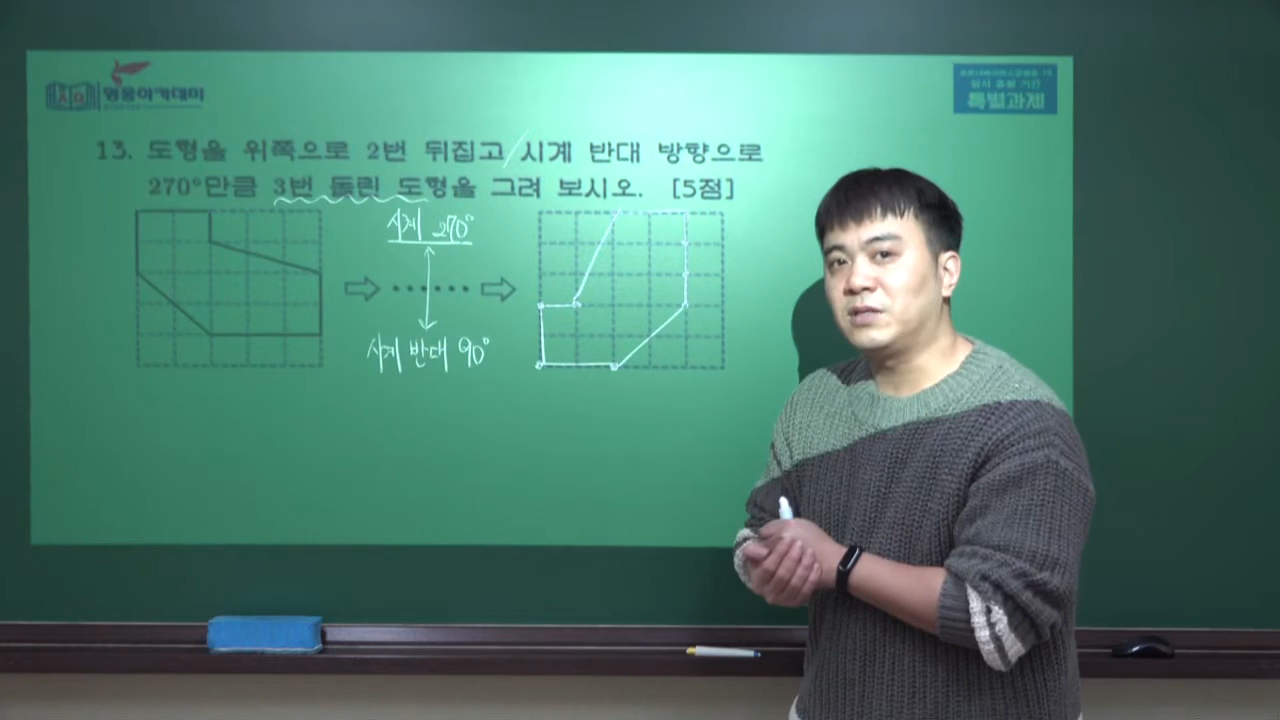 영웅아카데미
특별과제
13. 도형을 위쪽으로 2번 뒤집고 / 시계 반대 방향으로
270°만큼 3번 돌린 도형을 그려 보시오. [5점]
시계 270°
시계 반대 90°